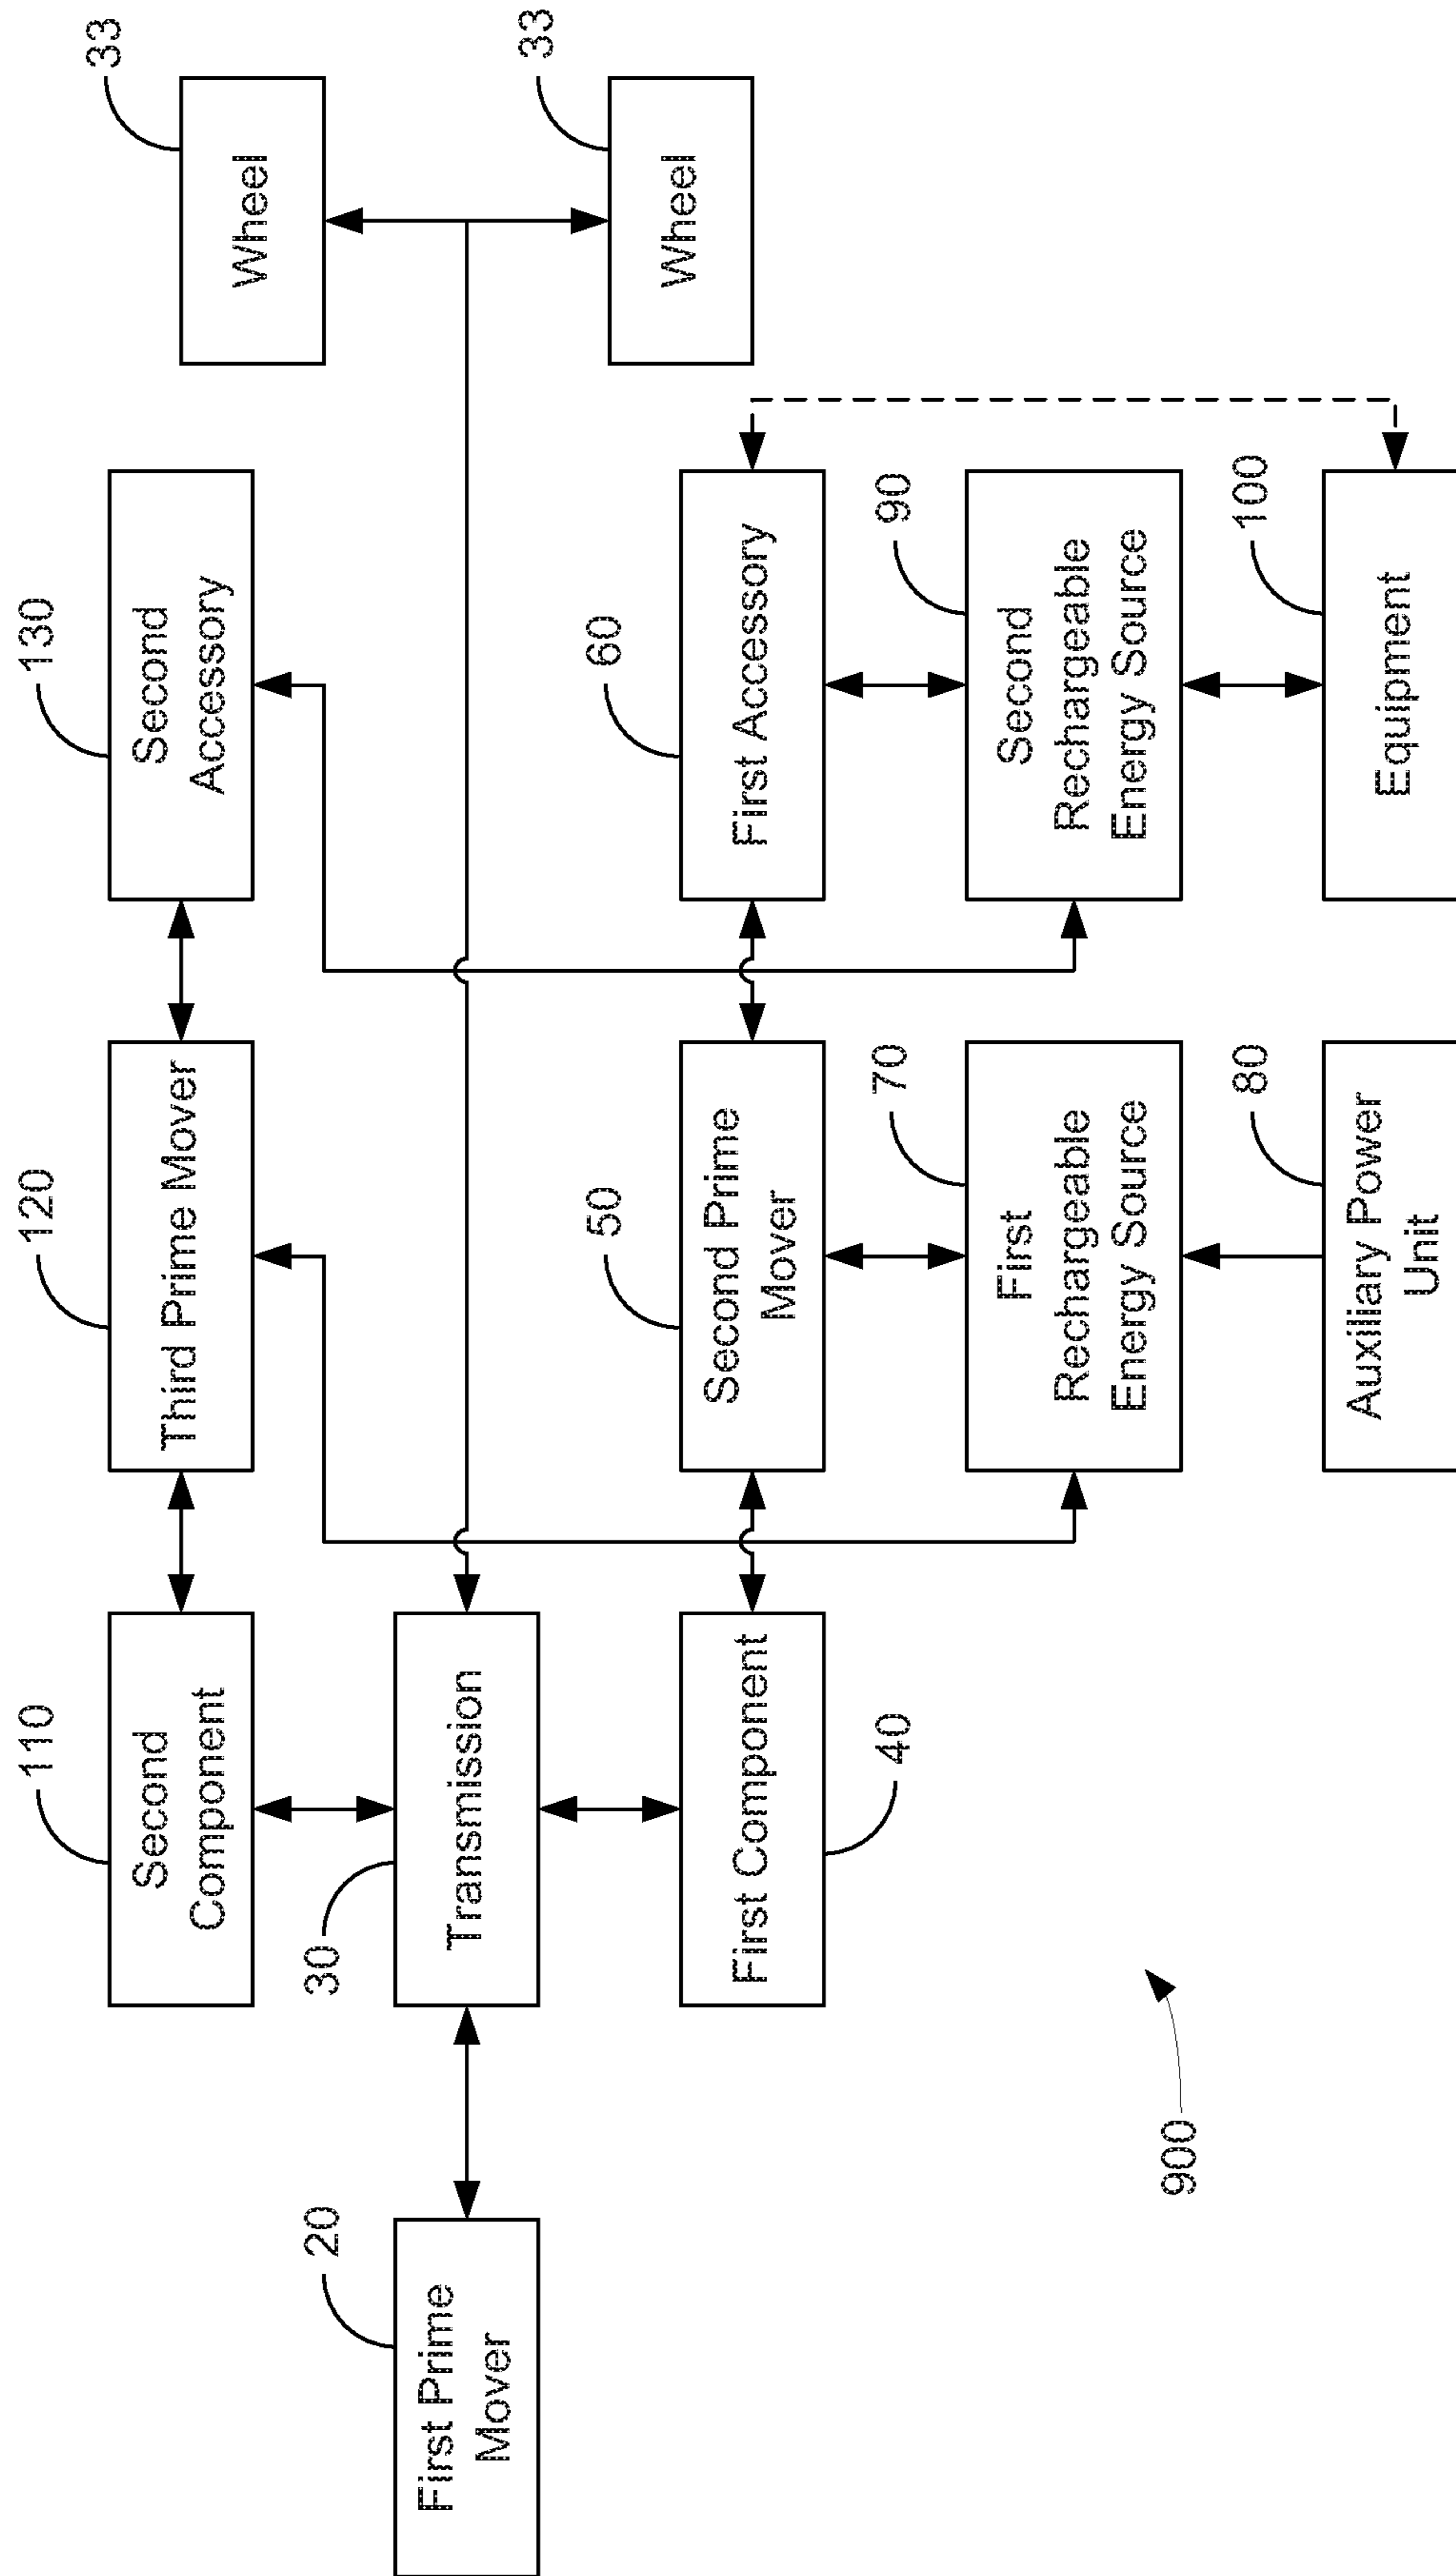 110
Second
Component
120
Third Prime Mover
130
Second
Accessory
33
Wheel
20
First Prime
Mover
30
Transmission
33
Wheel
First Component
40
50
Second Prime
Mover
60
First Accessory
70
First
Rechargeable
Energy Source
90
Second
Rechargeable
Energy Source
900
80
Auxiliary Power
Unit
100
Equipment